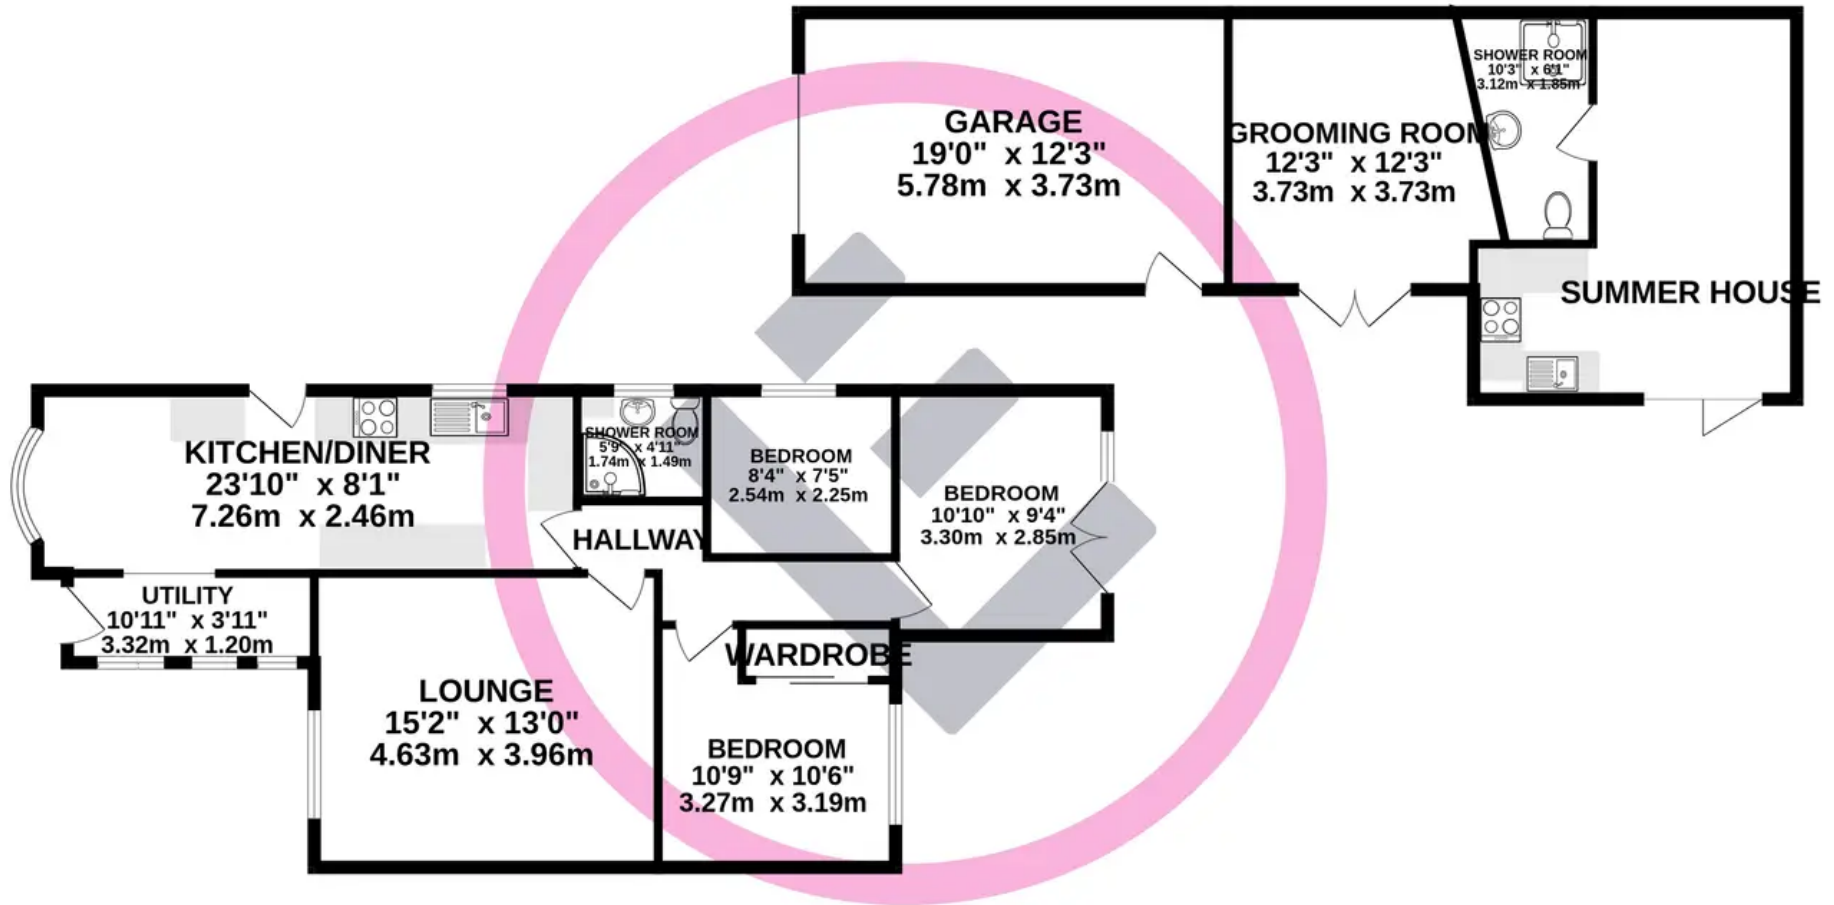 GARAGE
19'0" x 12'3"
5.78m x 3.73m
GROOMING ROOM
12'3" x 12'3"
3.73m x 3.73m
SHOWER ROOM
10'3" x 6'1"
3.12m x 1.85m
SUMMER HOUSE
KITCHEN/DINER
23'10" x 8'1"
7.26m x 2.46m
SHOWER ROOM
5'9" x 4'11"
1.74m x 1.49m
BEDROOM
8'4" x 7'5"
2.54m x 2.25m
BEDROOM
10'10" x 9'4"
3.30m x 2.85m
HALLWAY
UTILITY
10'11" x 3'11"
3.32m x 1.20m
WARDROBE
LOUNGE
15'2" x 13'0"
4.63m x 3.96m
BEDROOM
10'9" x 10'6"
3.27m x 3.19m